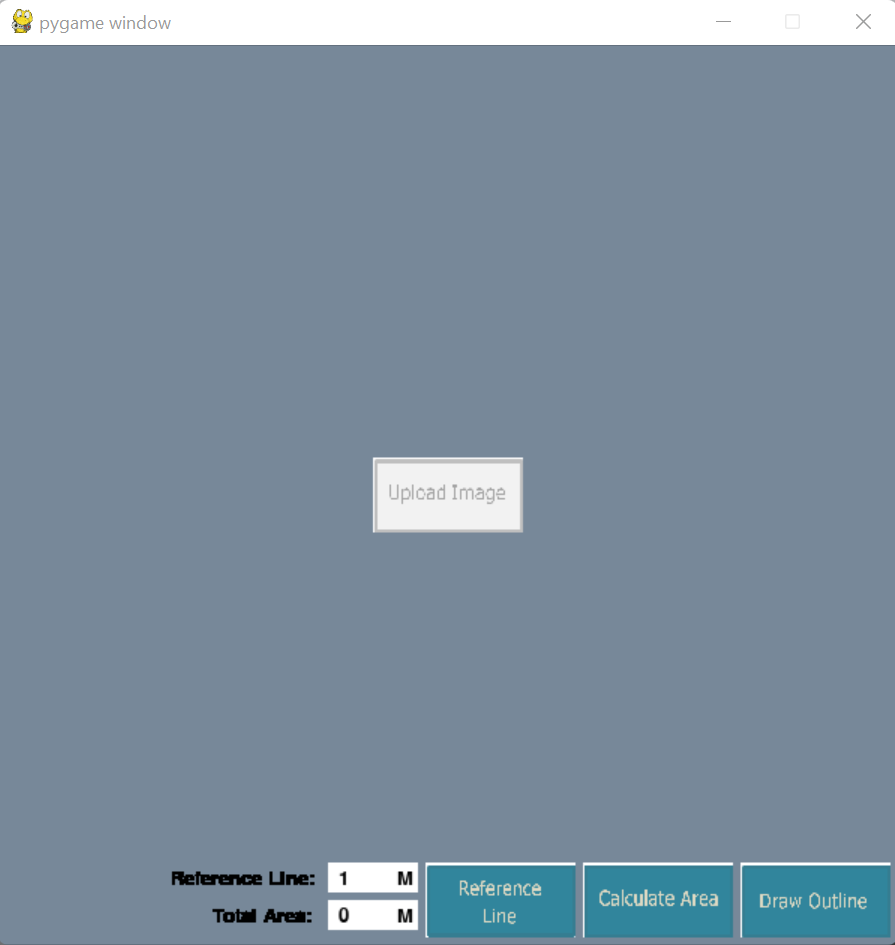 pygame window
Upload Image
Reference Line: 1 M
Total Area: 0 M
Reference
Line
Calculate Area
Draw Outline